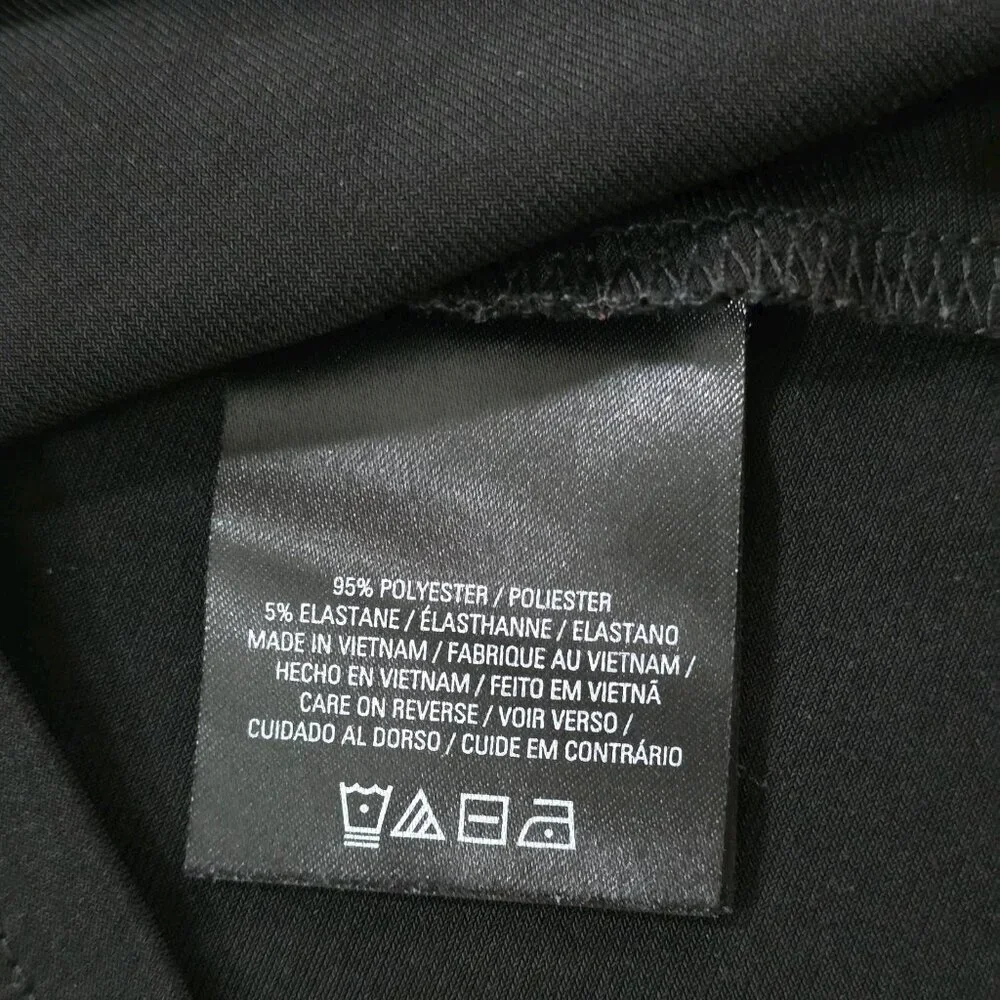 95% POLYESTER / POLIESTER
5% ELASTANE / ÉLASTHANNE / ELASTANO
MADE IN VIETNAM / FABRIQUE AU VIETNAM /
HECHO EN VIETNAM / FEITO EM VIETNÃ
CARE ON REVERSE / VOIR VERSO /
CUIDADO AL DORSO / CUIDE EM CONTRÁRIO